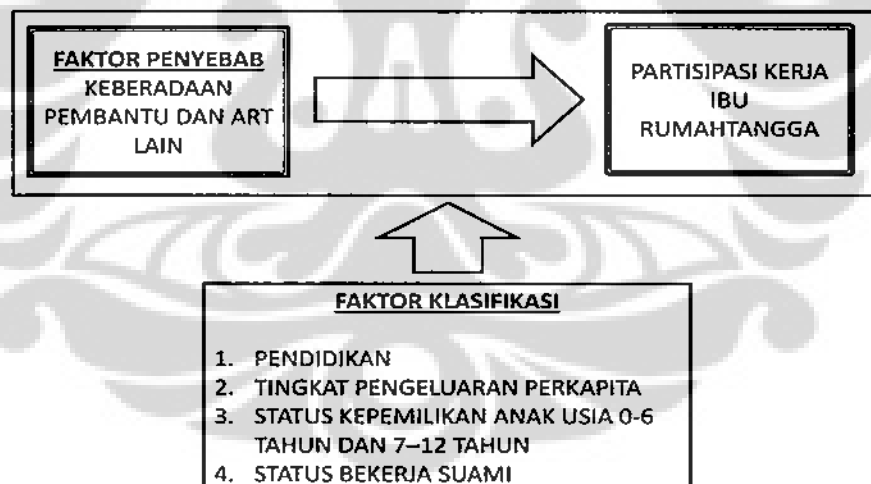 FAKTOR PENYEBAB
KEBERADAAN
PEMBANTU DAN ART
LAIN
PARTISIPASI KERJA
IBU
RUMAHTANGGA
FAKTOR KLASIFIKASI
1. PENDIDIKAN
2. TINGKAT PENGELUARAN PERKAPITA
3. STATUS KEPEMILIKAN ANAK USIA 0-6
TAHUN DAN 7–12 TAHUN
4. STATUS BEKERJA SUAMI